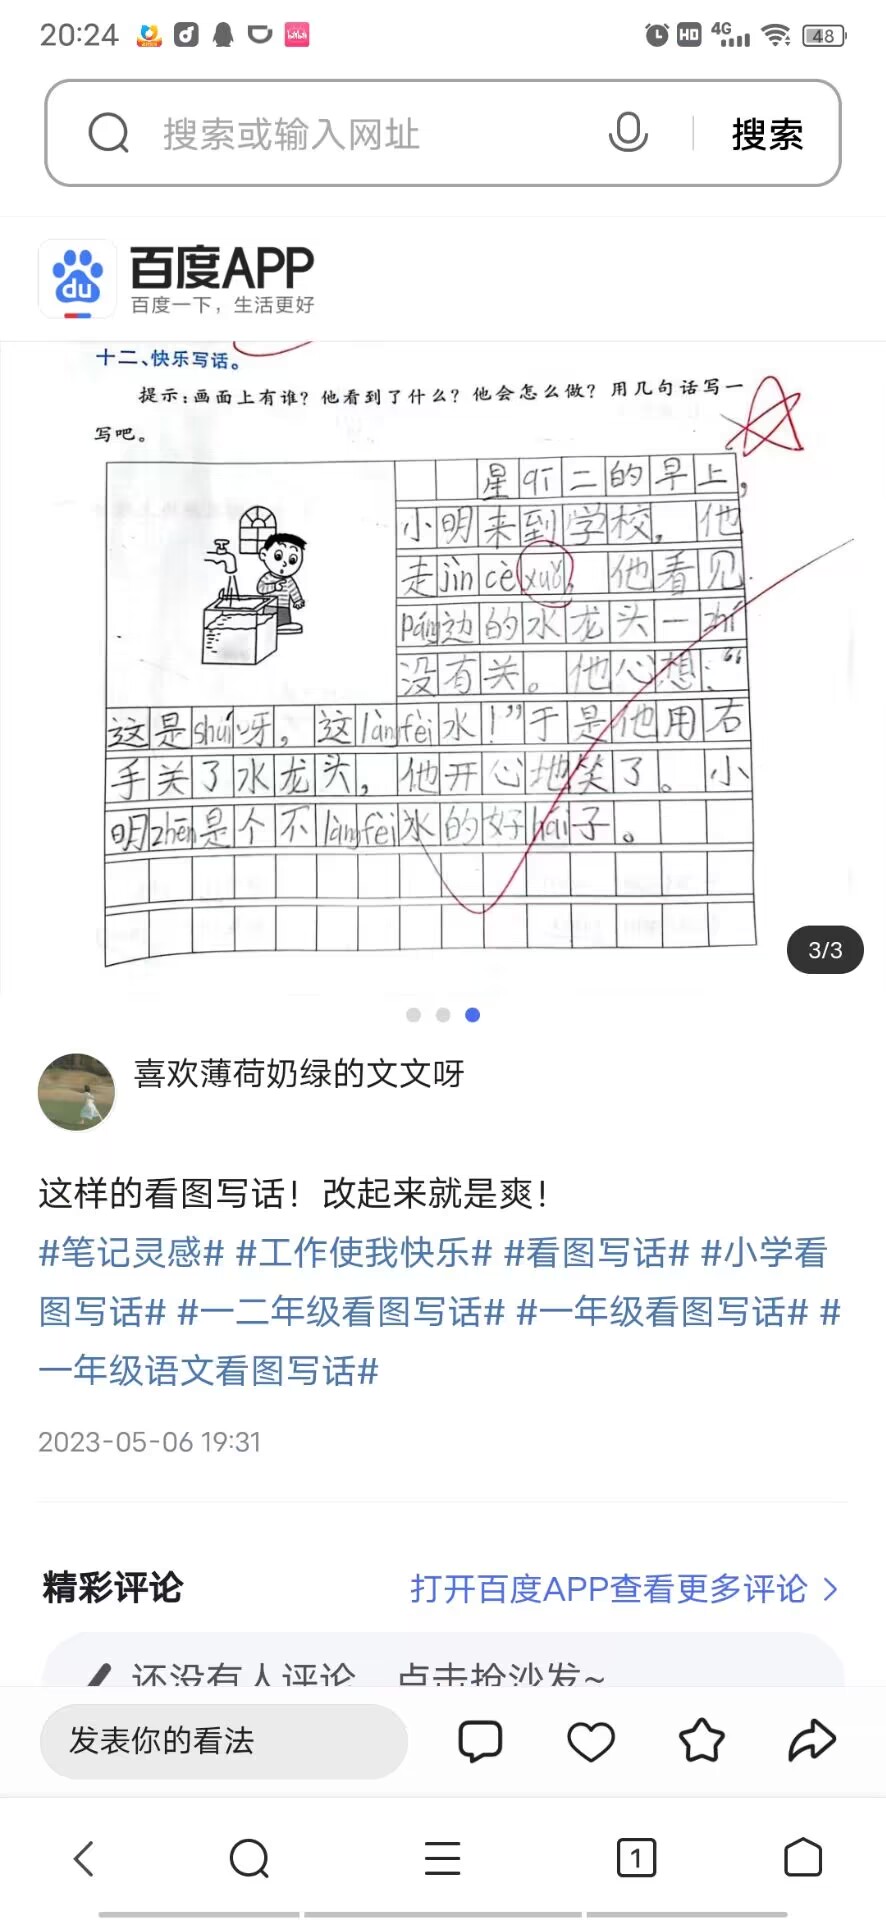 20:24
HD 4G 48
搜索或输入网址
搜索
du
百度APP
百度一下，生活更好
十二、快乐写话。
提示：画面上有谁？他看到了什么？他会怎么做？用几句话写一
写吧。
星qī二的早上，
小明来到学校。他
走jìn cè xuǒ，他看见
páng边的水龙头一zhí
没有关。他心想：“
这是shuí呀，这làngfèi水！”于是他用右
手关了水龙头，他开心地笑了。小
明zhēn是个不làngfèi水的好hái子。
3/3
喜欢薄荷奶绿的文文呀
这样的看图写话！改起来就是爽！
#笔记灵感# #工作使我快乐# #看图写话# #小学看
图写话# #一二年级看图写话# #一年级看图写话# #
一年级语文看图写话#
2023-05-06 19:31
精彩评论
打开百度APP查看更多评论
还没有人评论，点击抢沙发~
发表你的看法
1